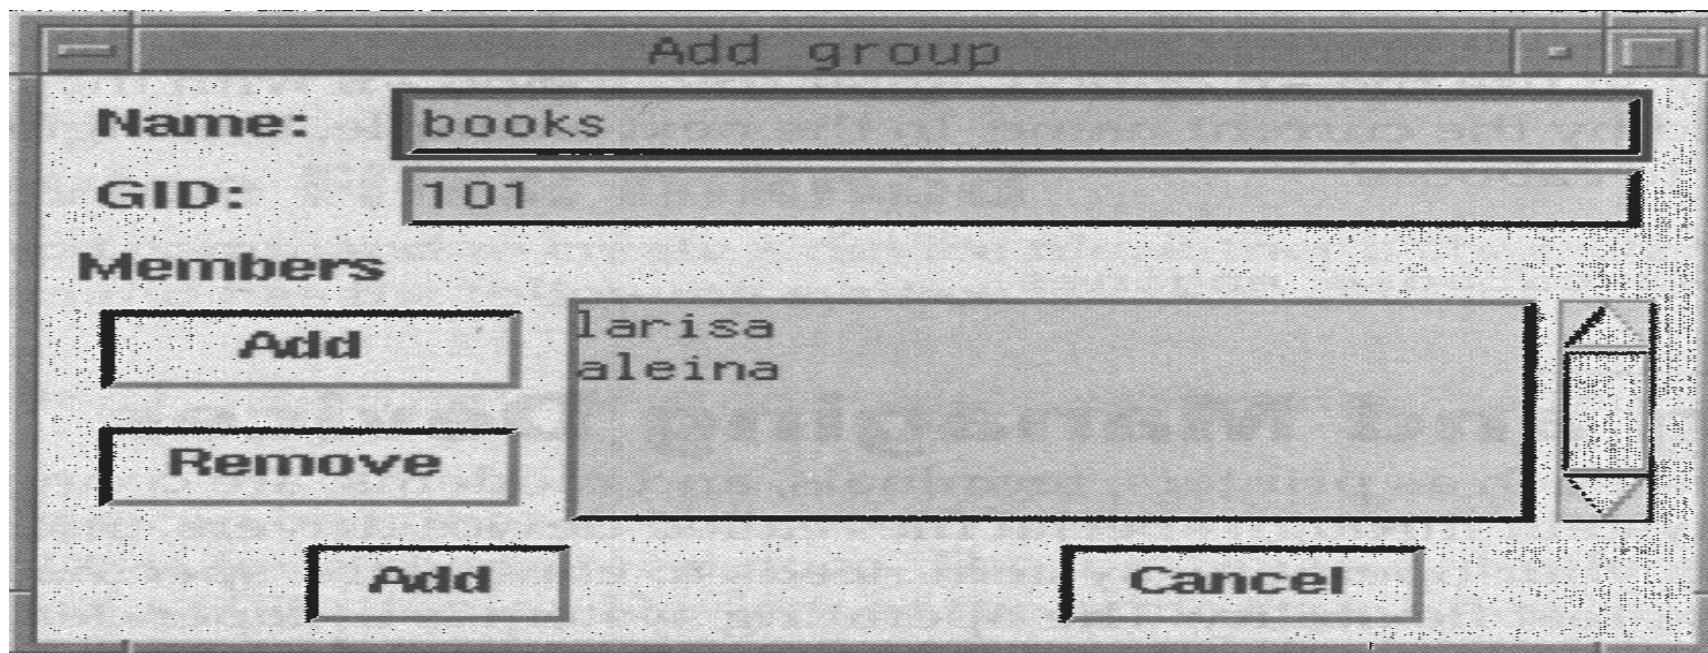 Add group
Name: books
GID: 101
Members
Add
larisa
aleina
Remove
Add Cancel